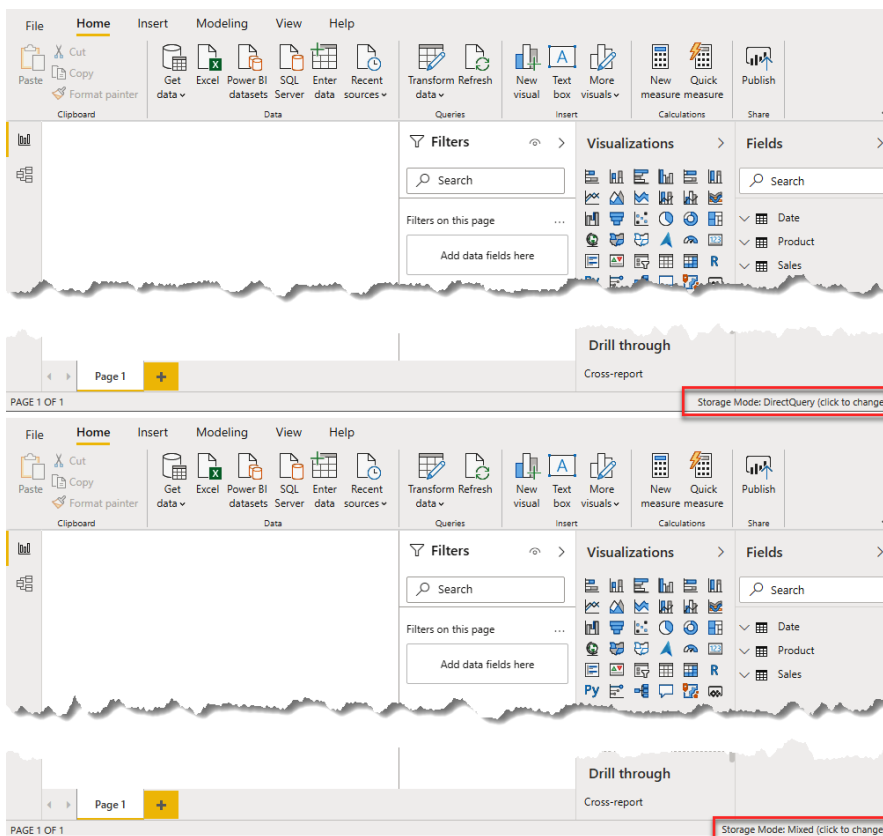 File Home Insert Modeling View Help
Paste Cut Copy Format painter
Get data Excel Power BI datasets SQL Server Enter data Recent sources Transform data Refresh New visual Text box More visuals New measure Quick measure Publish
Clipboard Data Queries Insert Calculations Share
Filters Visualizations Fields
Search Search
Filters on this page ... Date
Add data fields here Product
123
R
Sales
Py
Drill through
Page 1 + Cross-report
PAGE 1 OF 1 Storage Mode: DirectQuery (click to change
File Home Insert Modeling View Help
Paste Cut Copy Format painter
Get data Excel Power BI datasets SQL Server Enter data Recent sources Transform data Refresh New visual Text box More visuals New measure Quick measure Publish
Clipboard Data Queries Insert Calculations Share
Filters Visualizations Fields
Search Search
Filters on this page ... Date
Add data fields here Product
123
R
Sales
Py
Drill through
Page 1 + Cross-report
PAGE 1 OF 1 Storage Mode: Mixed (click to change